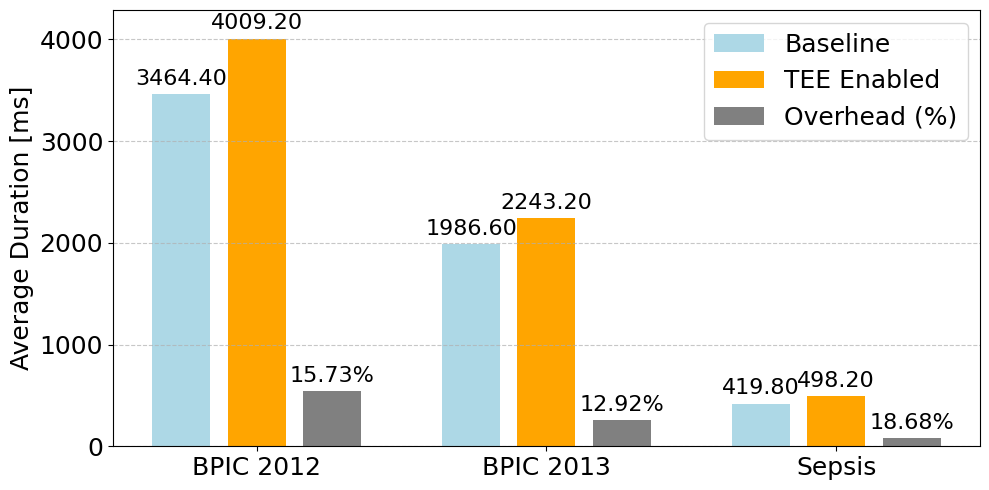 Average Duration [ms]
4000
3000
2000
1000
0
3464.40
4009.20
15.73%
1986.60
2243.20
12.92%
419.80
498.20
18.68%
BPIC 2012
BPIC 2013
Sepsis
Baseline
TEE Enabled
Overhead (%)